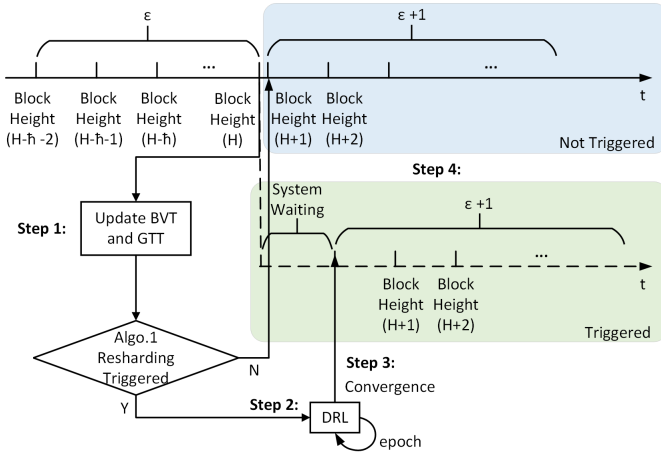 ε
ε +1
...
...
t
Block Height (H-ħ -2)
Block Height (H-ħ-1)
Block Height (H-ħ)
Block Height (H)
Block Height (H+1)
Block Height (H+2)
Not Triggered
Step 4:
System Waiting
ε +1
...
t
Block Height (H+1)
Block Height (H+2)
Triggered
Step 1:
Update BVT and GTT
Algo.1 Resharding Triggered
N
Y
Step 2:
DRL
epoch
Step 3:
Convergence